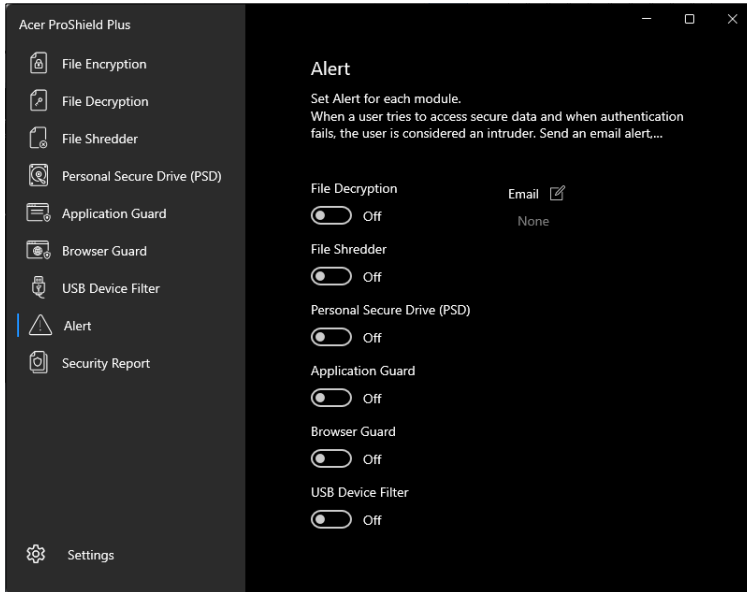 Acer ProShield Plus
File Encryption
File Decryption
File Shredder
Personal Secure Drive (PSD)
Application Guard
Browser Guard
USB Device Filter
Alert
Security Report
Settings
Alert
Set Alert for each module.
When a user tries to access secure data and when authentication
fails, the user is considered an intruder. Send an email alert,...
File Decryption
Off
Email
None
File Shredder
Off
Personal Secure Drive (PSD)
Off
Application Guard
Off
Browser Guard
Off
USB Device Filter
Off